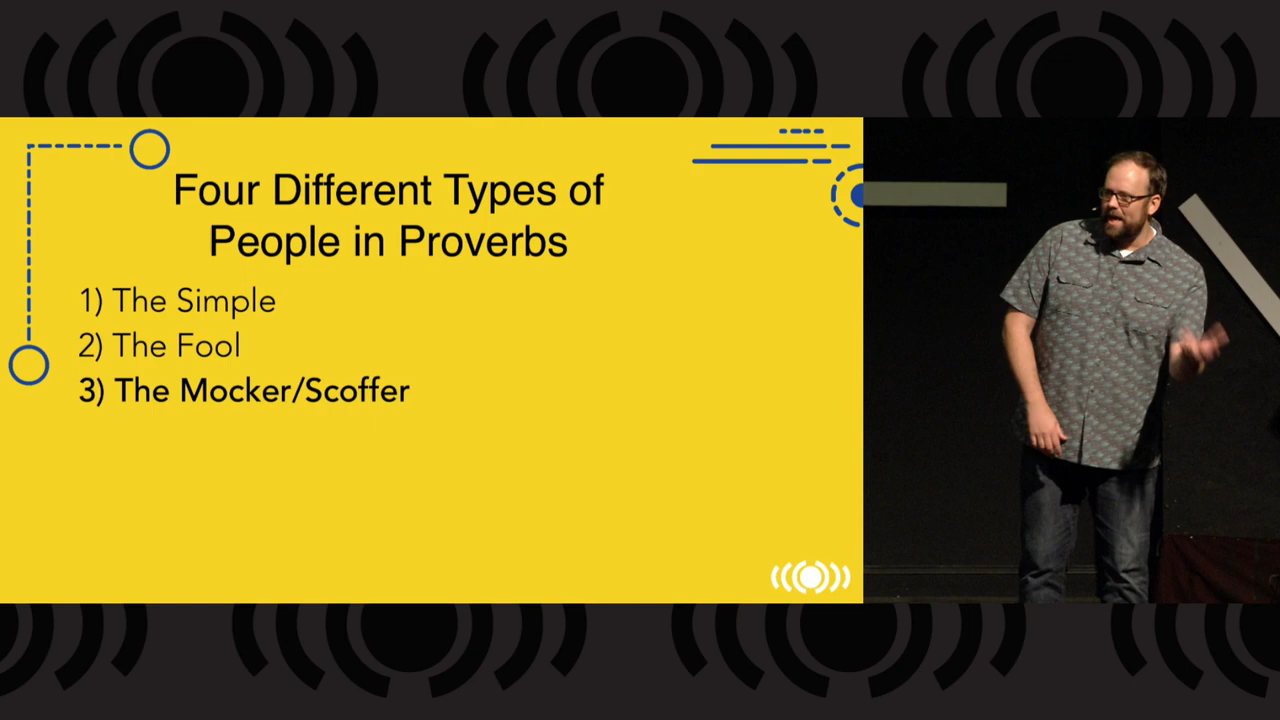 Four Different Types of
People in Proverbs
1) The Simple
2) The Fool
3) The Mocker/Scoffer